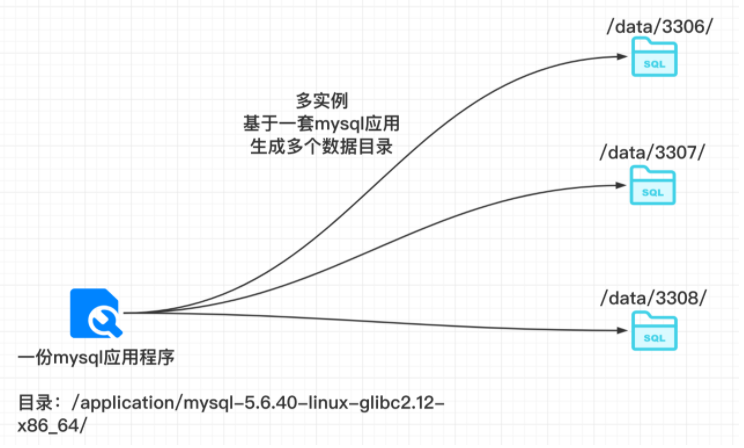 /data/3306/
SQL
多实例
基于一套mysql应用
生成多个数据目录
/data/3307/
SQL
/data/3308/
SQL
一份mysql应用程序
目录：/application/mysql-5.6.40-linux-glibc2.12-
x86_64/